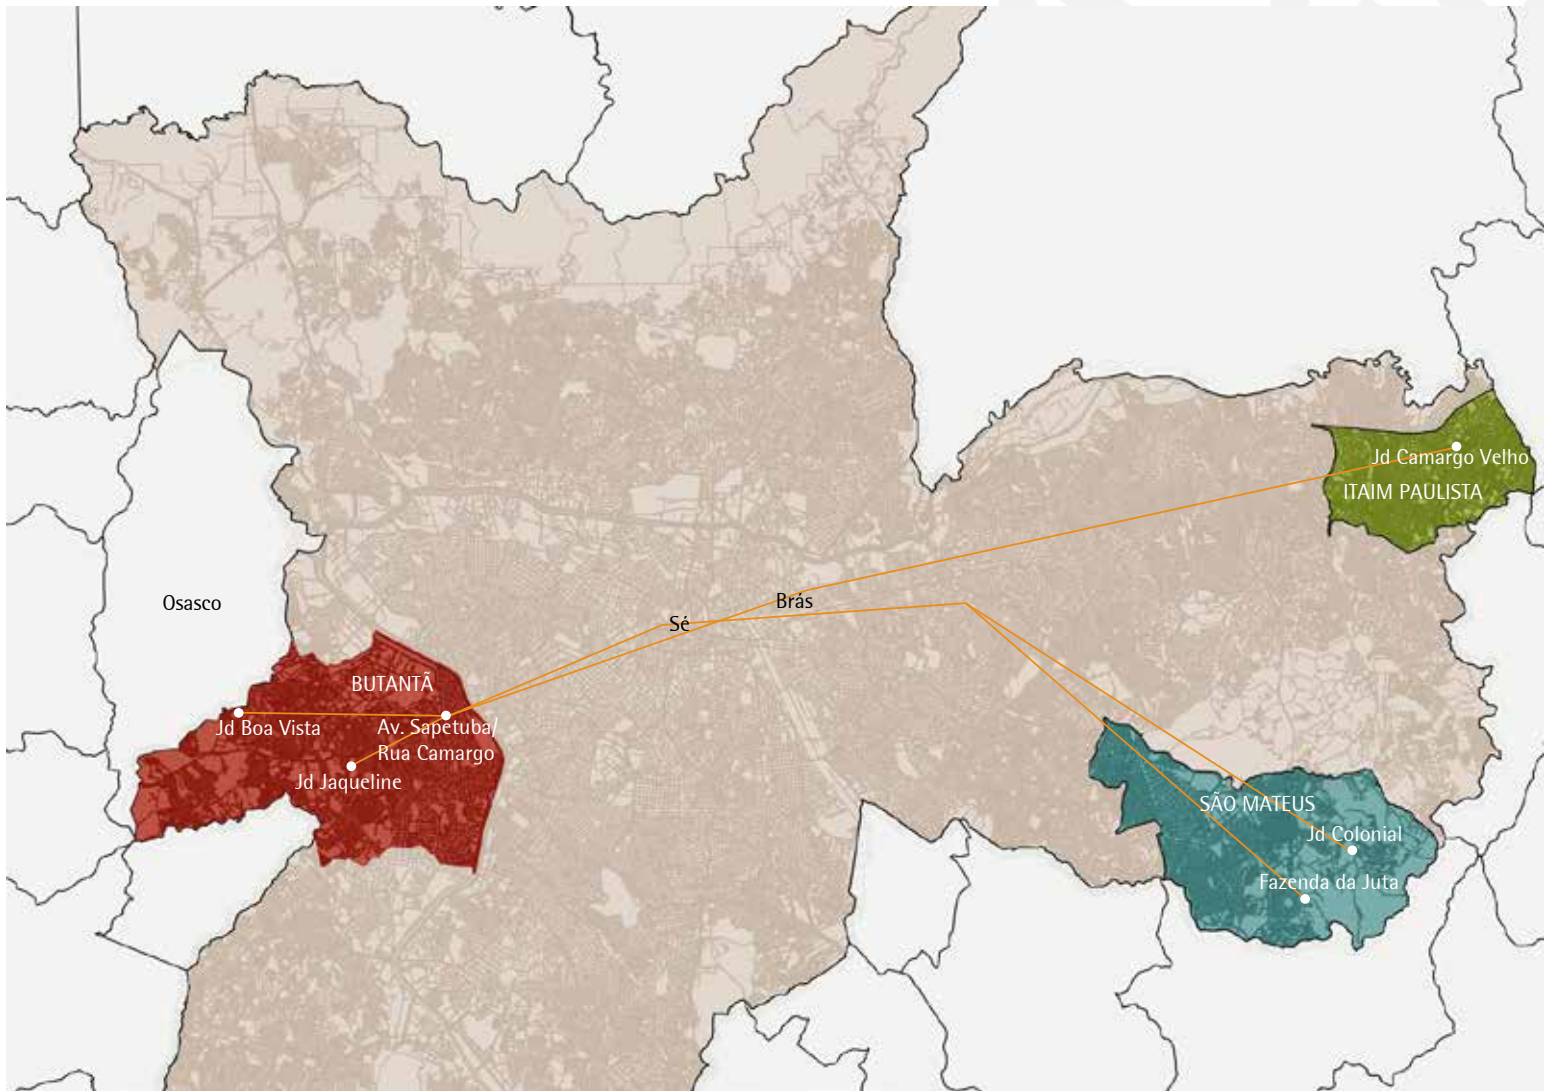 Jd Camargo Velho
ITAIM PAULISTA
Osasco
Brás
Sé
BUTANTÃ
Jd Boa Vista
Av. Sapetuba/
Rua Camargo
Jd Jaqueline
SÃO MATEUS
Jd Colonial
Fazenda da Juta